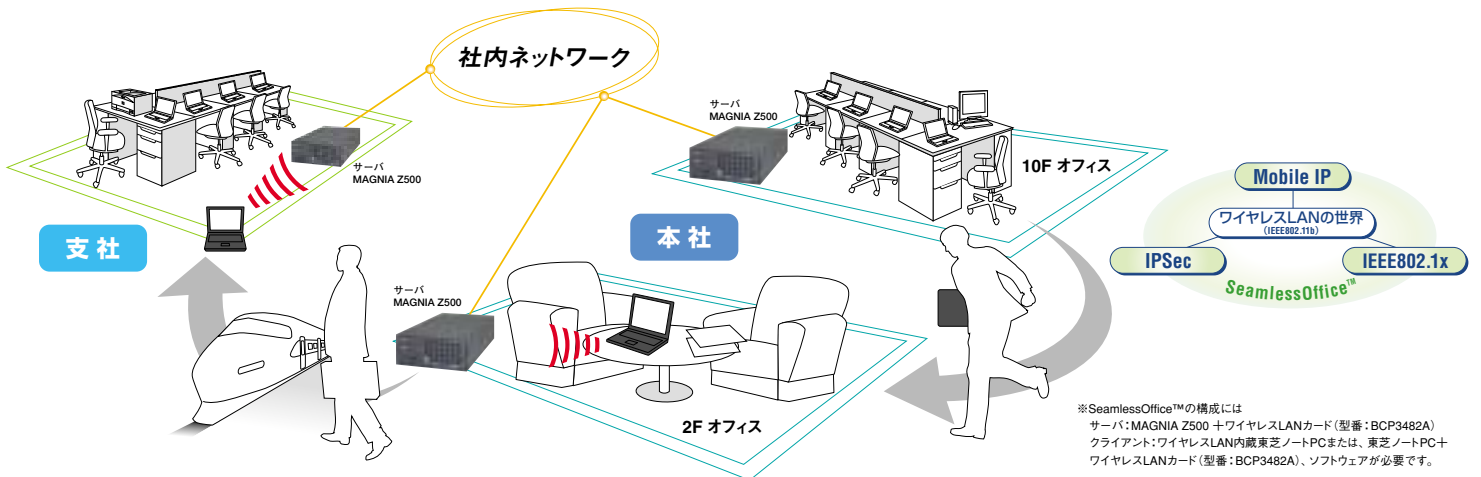 社内ネットワーク
サーバ
MAGNIA Z500
サーバ
MAGNIA Z500
10F オフィス
支社
本社
サーバ
MAGNIA Z500
2F オフィス
Mobile IP
ワイヤレスLANの世界
(IEEE802.11b)
IPSec
IEEE802.1x
SeamlessOffice™
※SeamlessOffice™の構成には
サーバ：MAGNIA Z500 ＋ワイヤレスLANカード（型番：BCP3482A）
クライアント：ワイヤレスLAN内蔵東芝ノートPCまたは、東芝ノートPC＋
ワイヤレスLANカード（型番：BCP3482A）、ソフトウェアが必要です。